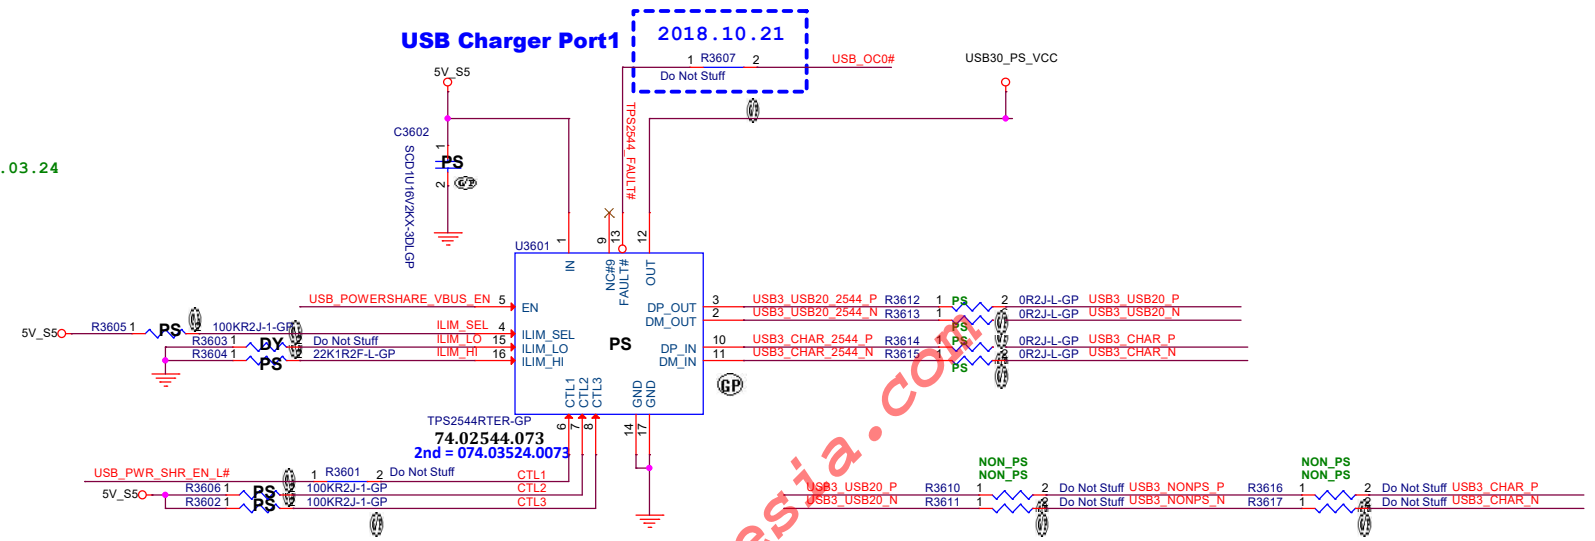 USB Charger Port1
2018.10.21
1 R3607 2
Do Not Stuff
USB_OC0#
USB30_PS_VCC
5V_S5
TPS2544_FAULT#
.03.24
C3602
SCD1U16V2KX-3DLGP
1
PS
2
G/P
U3601
1
9
13
12
IN
NC#9
FAULT#
OUT
USB_POWERSHARE_VBUS_EN 5 EN
5V_S5 R3605 1 PS 2 100KR2J-1-GP ILIM_SEL 4 ILIM_SEL
R3603 1 DY 2 Do Not Stuff ILIM_LO 15 ILIM_LO
R3604 1 PS 2 22K1R2F-L-GP ILIM_HI 16 ILIM_HI
PS
DP_OUT 3 USB3_USB20_2544_P R3612 1 PS 2 0R2J-L-GP USB3_USB20_P
DM_OUT 2 USB3_USB20_2544_N R3613 1 PS 2 0R2J-L-GP USB3_USB20_N
DP_IN 10 USB3_CHAR_2544_P R3614 1 PS 2 0R2J-L-GP USB3_CHAR_P
DM_IN 11 USB3_CHAR_2544_N R3615 1 PS 2 0R2J-L-GP USB3_CHAR_N
GP
CTL1
CTL2
CTL3
GND
GND
6
7
8
14
17
TPS2544RTER-GP
74.02544.073
2nd = 074.03524.0073
USB_PWR_SHR_EN_L# 1 R3601 2 Do Not Stuff CTL1
5V_S5 R3606 1 PS 2 100KR2J-1-GP CTL2
R3602 1 PS 2 100KR2J-1-GP CTL3
NON_PS
NON_PS
NON_PS
NON_PS
USB3_USB20_P R3610 1 2 Do Not Stuff USB3_NONPS_P R3616 1 2 Do Not Stuff USB3_CHAR_P
USB3_USB20_N R3611 1 2 Do Not Stuff USB3_NONPS_N R3617 1 2 Do Not Stuff USB3_CHAR_N
esia.com